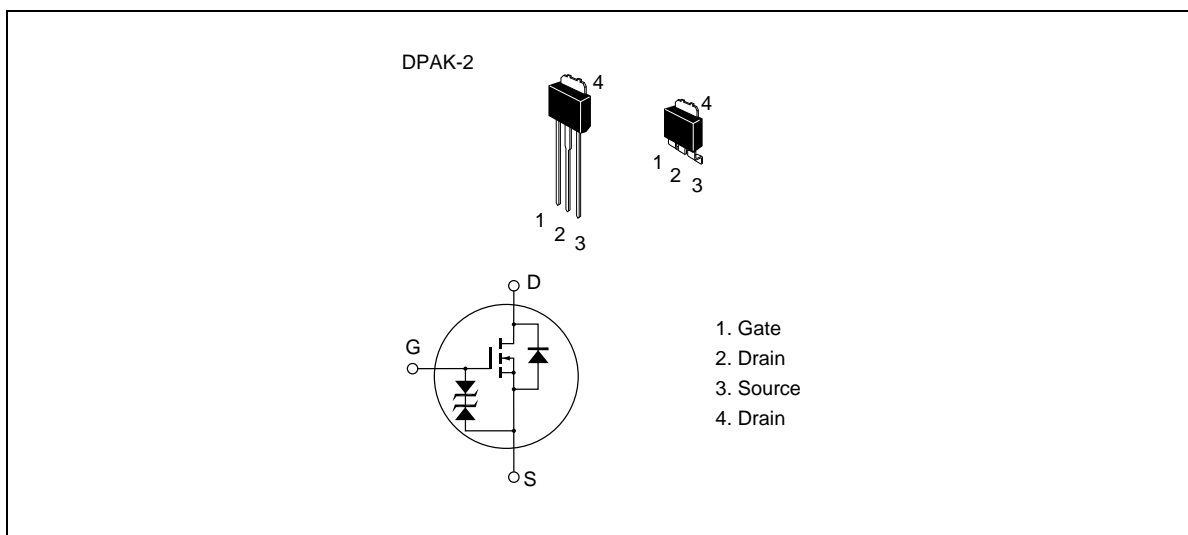 DPAK-2
4
4
1
2
3
1
2
3
D
G
S
1. Gate
2. Drain
3. Source
4. Drain